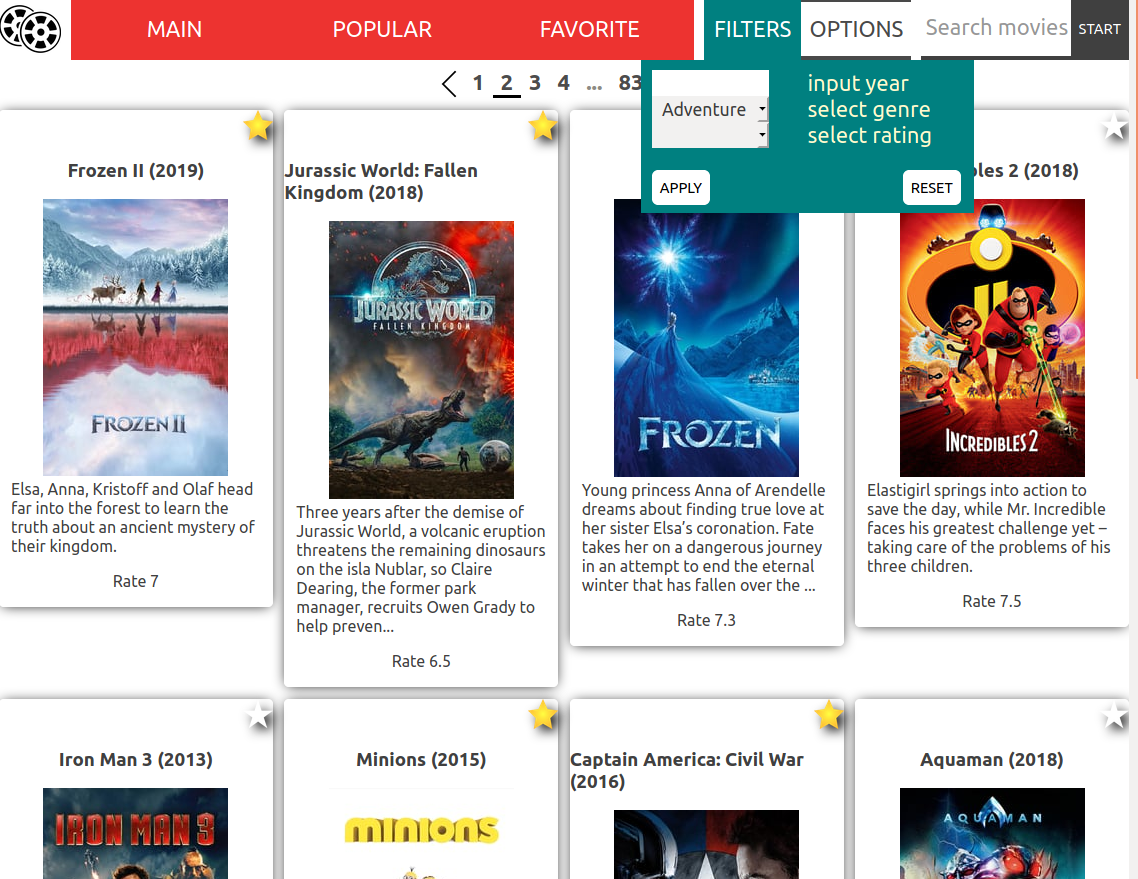 MAIN
POPULAR
FAVORITE
FILTERS
OPTIONS
Search movies
START
1 2 3 4 ... 83
Adventure
input year
select genre
select rating
APPLY
RESET
Frozen II (2019)
FROZEN II
Elsa, Anna, Kristoff and Olaf head
far into the forest to learn the
truth about an ancient mystery of
their kingdom.
Rate 7
Jurassic World: Fallen
Kingdom (2018)
JURASSIC WORLD
FALLEN KINGDOM
Three years after the demise of
Jurassic World, a volcanic eruption
threatens the remaining dinosaurs
on the isla Nublar, so Claire
Dearing, the former park
manager, recruits Owen Grady to
help preven...
Rate 6.5
FROZEN
Young princess Anna of Arendelle
dreams about finding true love at
her sister Elsa’s coronation. Fate
takes her on a dangerous journey
in an attempt to end the eternal
winter that has fallen over the ...
Rate 7.3
bles 2 (2018)
INCREDIBLES 2
Elastigirl springs into action to
save the day, while Mr. Incredible
faces his greatest challenge yet –
taking care of the problems of his
three children.
Rate 7.5
Iron Man 3 (2013)
IRON MAN 3
Minions (2015)
minions
Captain America: Civil War
(2016)
Aquaman (2018)
AQUAMAN